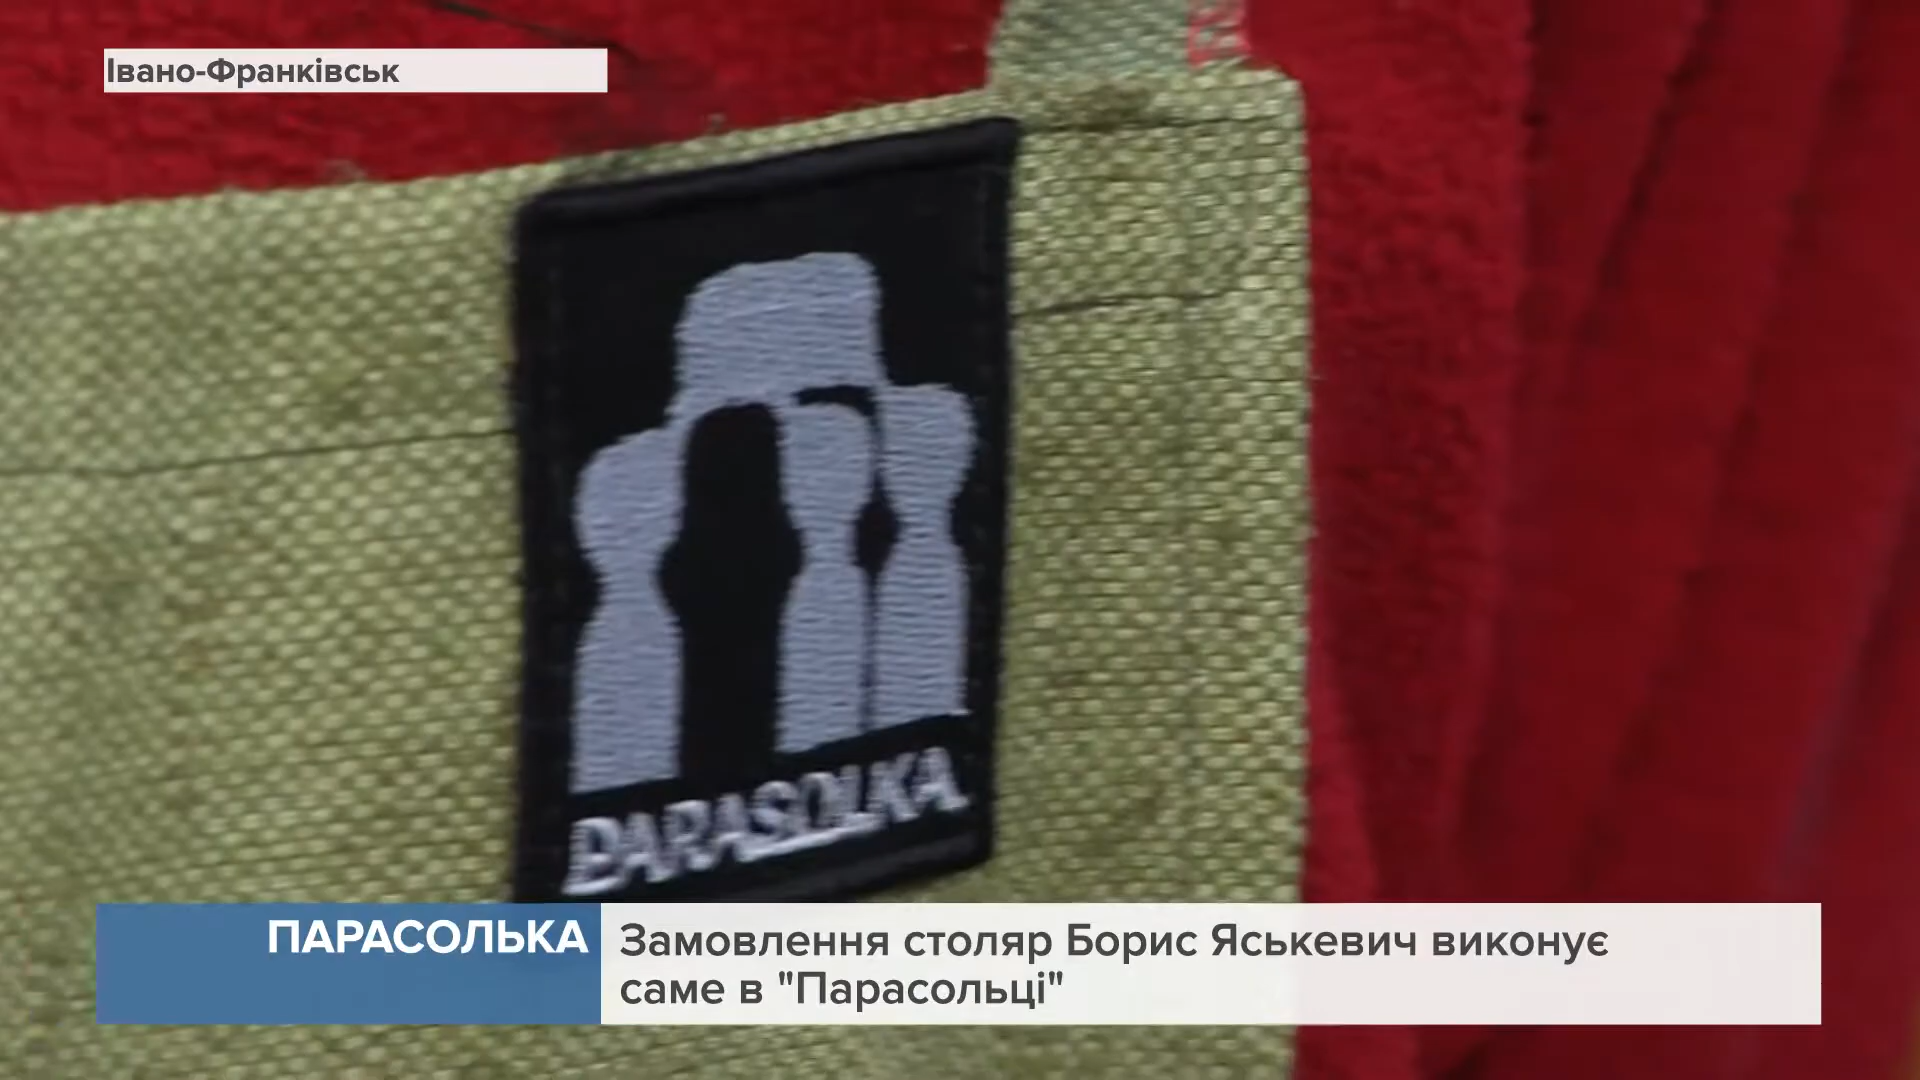 Івано-Франківськ
PARASOLKA
ПАРАСОЛЬКА
Замовлення столяр Борис Яськевич виконує
саме в "Парасольці"